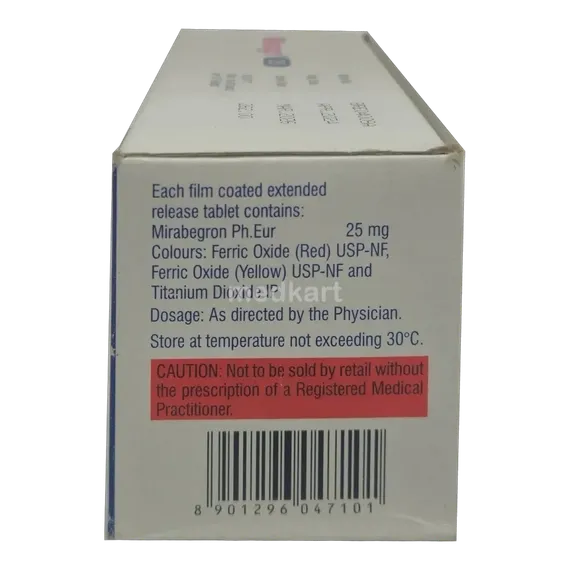 Each film coated extended
release tablet contains:
Mirabegron Ph.Eur 25 mg
Colours: Ferric Oxide (Red) USP-NF,
Ferric Oxide (Yellow) USP-NF and
Titanium Dioxide IP
medkart
Dosage: As directed by the Physician.
Store at temperature not exceeding 30°C.
CAUTION: Not to be sold by retail without
the prescription of a Registered Medical
Practitioner.
8 901296 047101